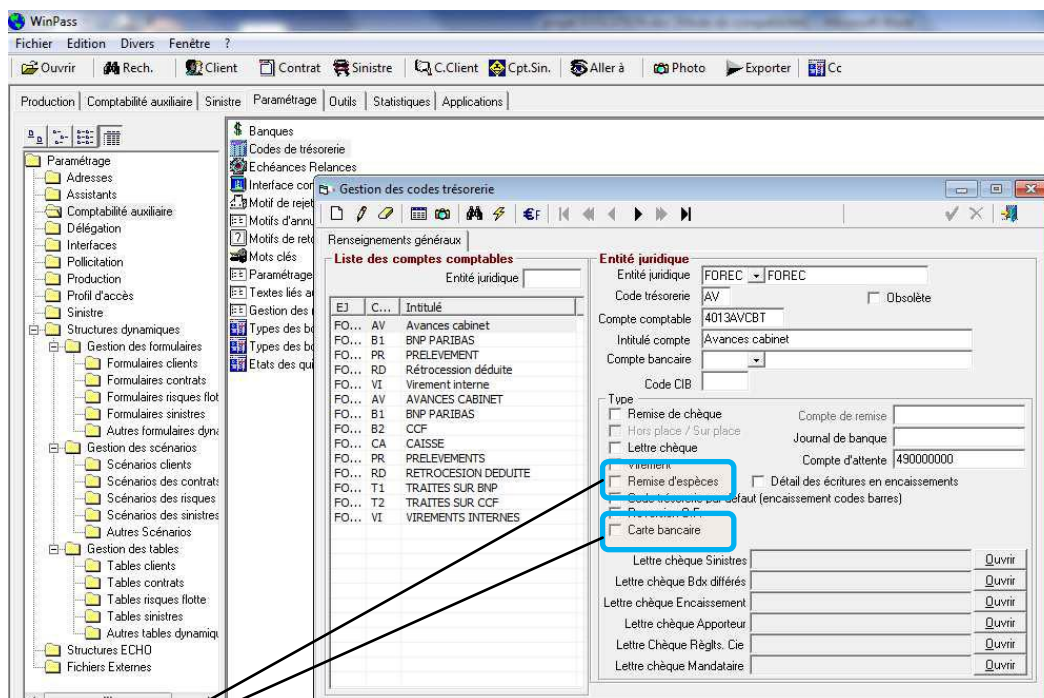 WinPass
Fichier Edition Divers Fenêtre ?
Ouvrir Rech. Client Contrat Sinistre C.Client Cpt.Sin. Aller à Photo Exporter Cc
Production Comptabilité auxiliaire Sinistre Paramétrage Outils Statistiques Applications
Paramétrage
Adresses
Assistants
Comptabilité auxiliaire
Délégation
Interfaces
Pollicitation
Production
Profil d'accès
Sinistre
Structures dynamiques
Gestion des formulaires
Formulaires clients
Formulaires contrats
Formulaires risques flot
Formulaires sinistres
Autres formulaires dyna
Gestion des scénarios
Scénarios clients
Scénarios des contrats
Scénarios des risques
Scénarios des sinistres
Autres Scénarios
Gestion des tables
Tables clients
Tables contrats
Tables risques flotte
Tables sinistres
Autres tables dynamiqu
Structures ECHO
Fichiers Externes
Banques
Codes de trésorerie
Echéances Relances
Interface cor
Motif de rejet
Motifs d'annu
Motifs de reto
Mots clés
Paramétrage
Textes liés a
Gestion des
Types des bo
Types des bo
Etats des qui
Gestion des codes trésorerie
€F
Renseignements généraux
Liste des comptes comptables
Entité juridique
EJ C... Intitulé
FO... AV Avances cabinet
FO... B1 BNP PARIBAS
FO... PR PRELEVEMENT
FO... RD Rétrocession déduite
FO... VI Virement interne
FO... AV AVANCES CABINET
FO... B1 BNP PARIBAS
FO... B2 CCF
FO... CA CAISSE
FO... PR PRELEVEMENTS
FO... RD RETROCESION DEDUITE
FO... T1 TRAITES SUR BNP
FO... T2 TRAITES SUR CCF
FO... VI VIREMENTS INTERNES
Entité juridique
Entité juridique FOREC FOREC
Code trésorerie AV Obsolète
Compte comptable 4013AVCBT
Intitulé compte Avances cabinet
Compte bancaire
Code CIB
Type
Remise de chèque Compte de remise
Hors place / Sur place Journal de banque
Lettre chèque
Virement Compte d'attente 490000000
Remise d'espèces Détail des écritures en encaissements
Code trésorerie par défaut (encaissement codes barres)
Carte bancaire
Lettre chèque Sinistres Ouvrir
Lettre chèque Bdx différés Ouvrir
Lettre chèque Encaissement Ouvrir
Lettre chèque Apporteur Ouvrir
Lettre Chèque Règlts. Cie Ouvrir
Lettre chèque Mandataire Ouvrir